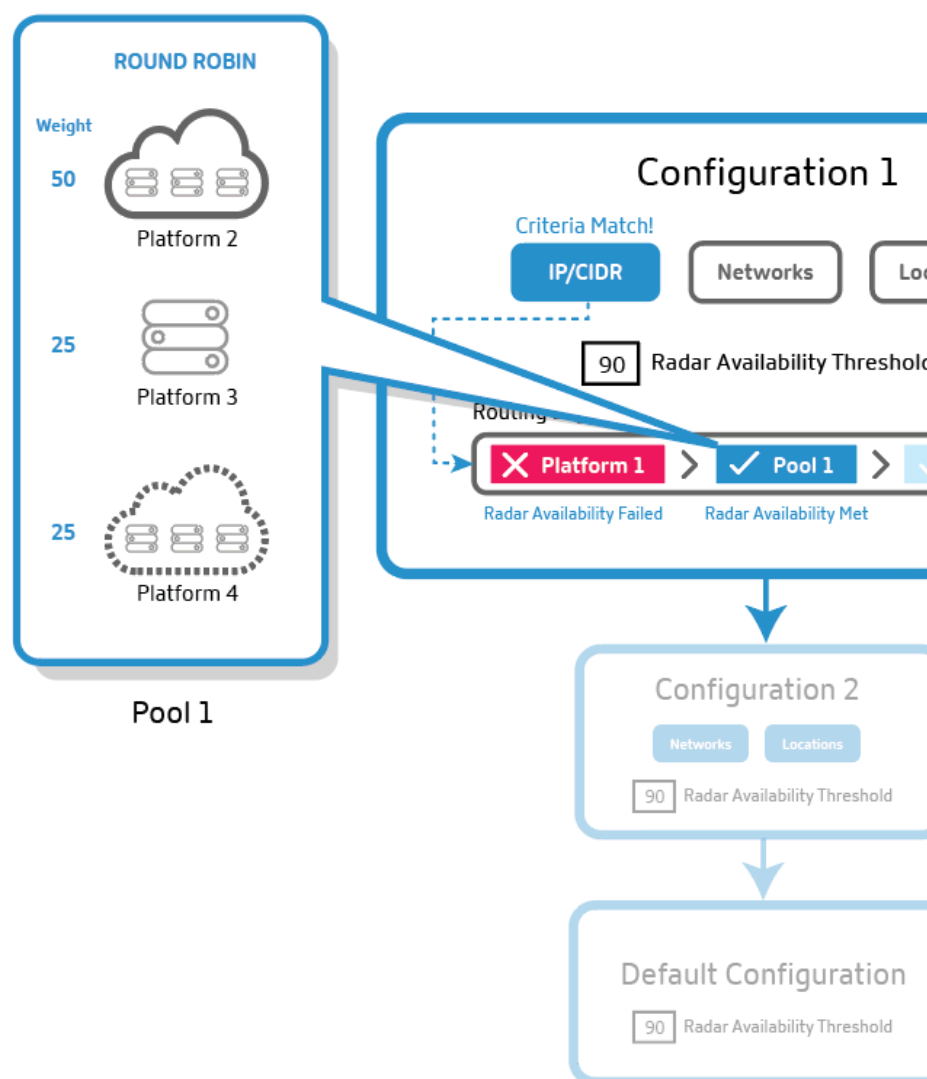 ROUND ROBIN
Weight
50
Platform 2
25
Platform 3
25
Platform 4
Pool 1
Configuration 1
Criteria Match!
IP/CIDR
Networks
90
Radar Availability Threshold
Platform 1
Pool 1
Radar Availability Failed
Radar Availability Met
Configuration 2
Networks
Locations
90
Radar Availability Threshold
Default Configuration
90
Radar Availability Threshold